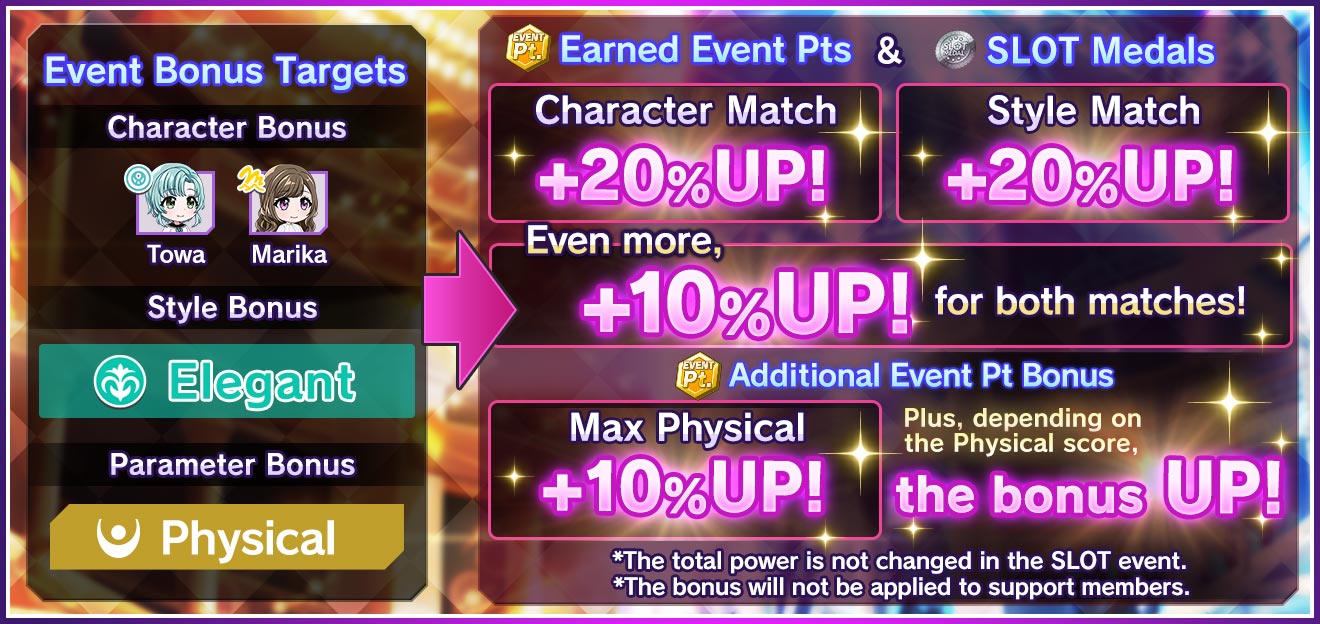 Event Bonus Targets
Character Bonus
Towa
Marika
Style Bonus
Elegant
Parameter Bonus
Physical
EVENT
Pt.
Earned Event Pts & SLOT Medals
SLOT
MEDAL
Character Match
+20%UP!
Style Match
+20%UP!
Even more,
+10%UP! for both matches!
EVENT
Pt.
Additional Event Pt Bonus
Max Physical
+10%UP!
Plus, depending on
the Physical score,
the bonus UP!
*The total power is not changed in the SLOT event.
*The bonus will not be applied to support members.